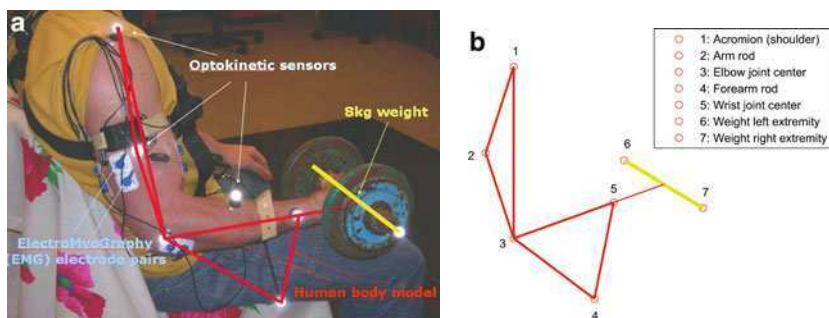 a
Optokinetic sensors
8kg weight
ElectroMyoGraphy
(EMG) electrode pairs
Human body model
b
1: Acromion (shoulder)
2: Arm rod
3: Elbow joint center
4: Forearm rod
5: Wrist joint center
6: Weight left extremity
7: Weight right extremity
1
2
3
4
5
6
7